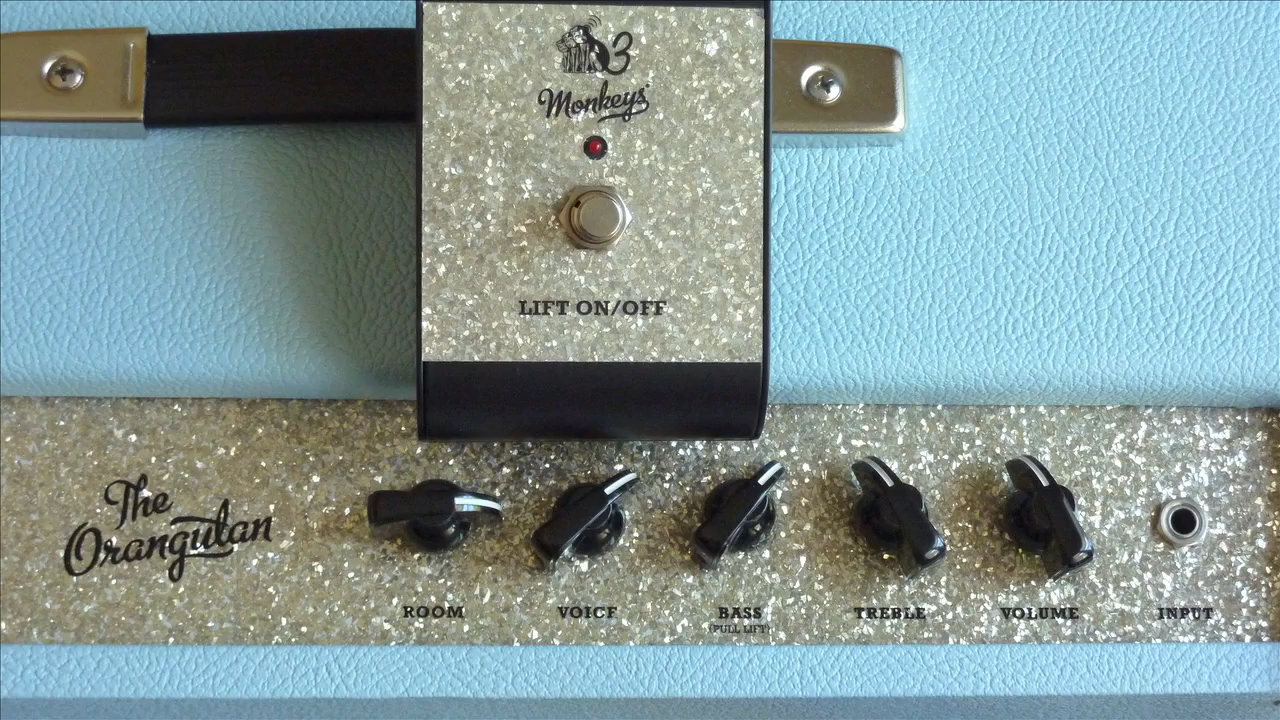 3
Monkeys
LIFT ON/OFF
The
Orangutan
ROOM
VOICE
BASS
(PULL LIFT)
TREBLE
VOLUME
INPUT